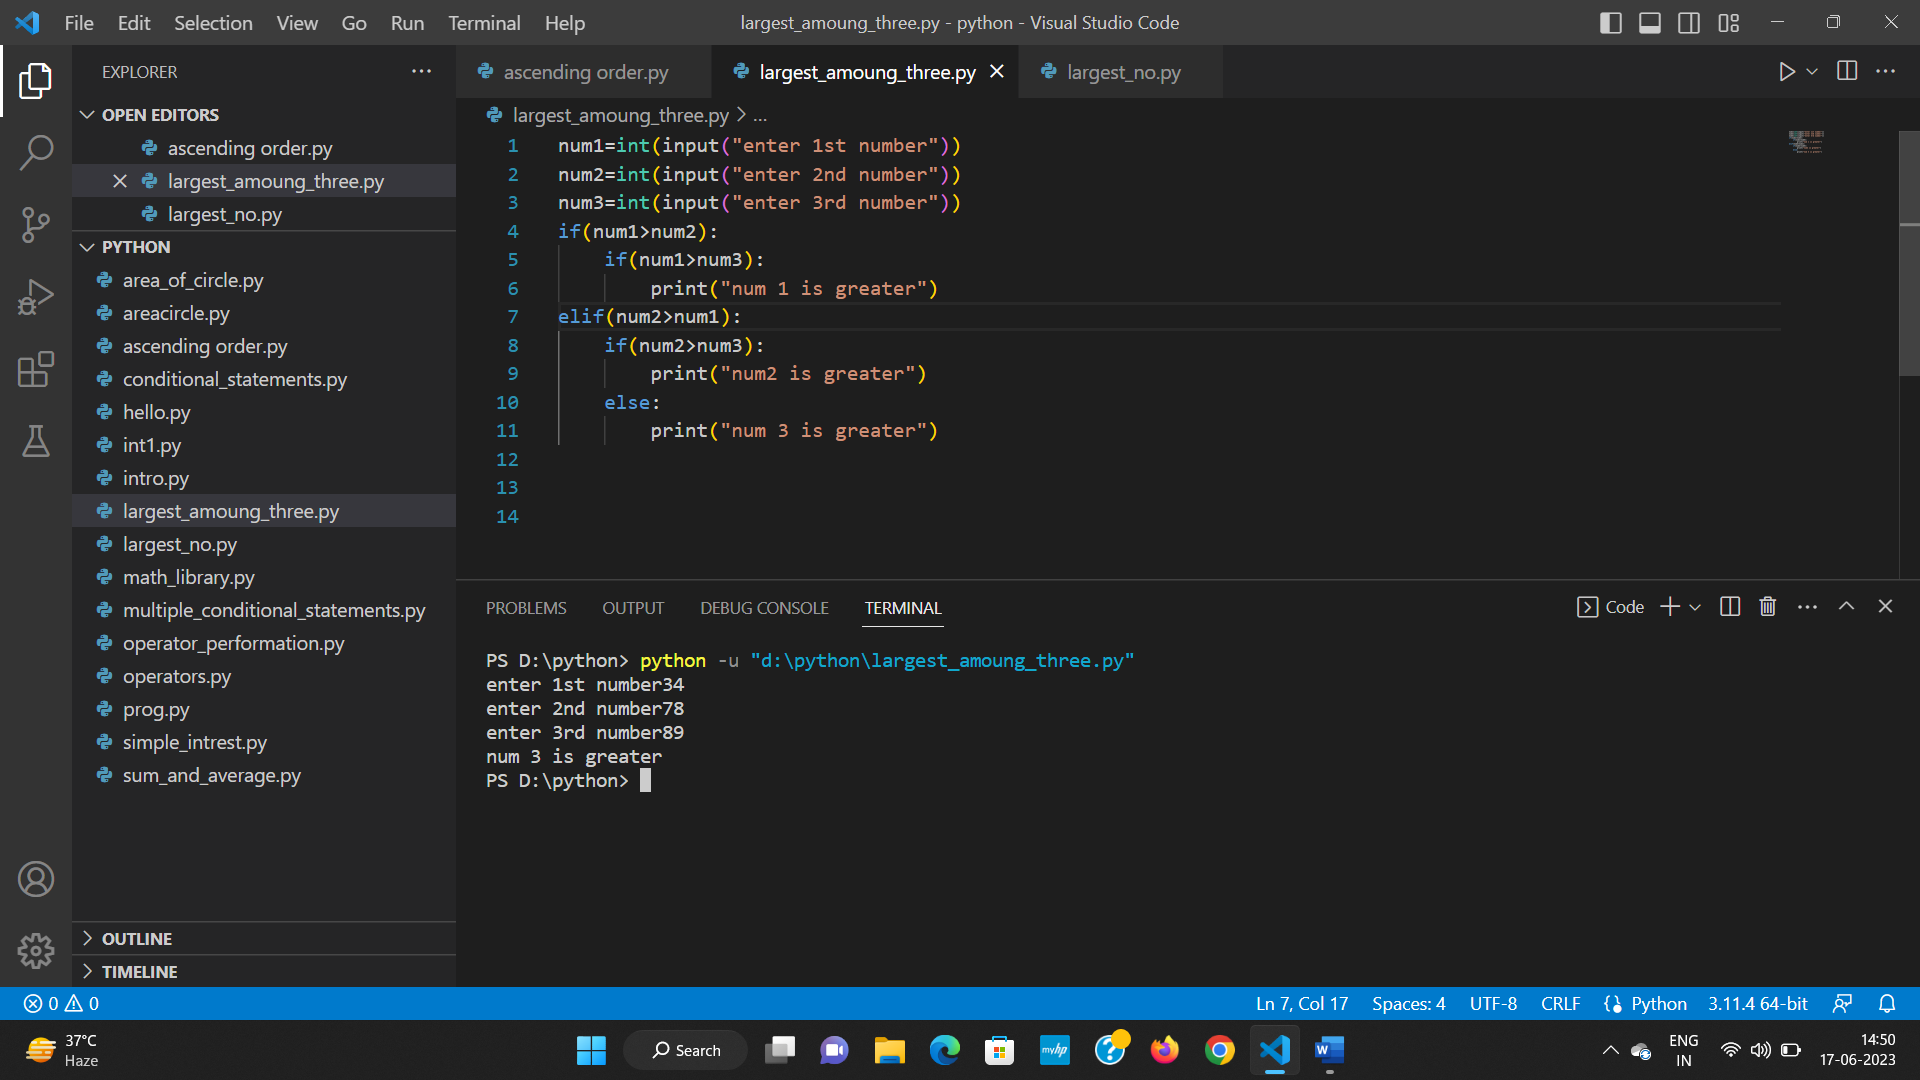 File Edit Selection View Go Run Terminal Help
largest_amoung_three.py - python - Visual Studio Code
EXPLORER
OPEN EDITORS
ascending order.py
largest_amoung_three.py
largest_no.py
PYTHON
area_of_circle.py
areacircle.py
ascending order.py
conditional_statements.py
hello.py
int1.py
intro.py
largest_amoung_three.py
largest_no.py
math_library.py
multiple_conditional_statements.py
operator_performation.py
operators.py
prog.py
simple_intrest.py
sum_and_average.py
OUTLINE
TIMELINE
ascending order.py largest_amoung_three.py largest_no.py
largest_amoung_three.py > ...
1 num1=int(input("enter 1st number"))
2 num2=int(input("enter 2nd number"))
3 num3=int(input("enter 3rd number"))
4 if(num1>num2):
5     if(num1>num3):
6         print("num 1 is greater")
7 elif(num2>num1):
8     if(num2>num3):
9         print("num2 is greater")
10     else:
11         print("num 3 is greater")
12
13
14
PROBLEMS OUTPUT DEBUG CONSOLE TERMINAL
Code
PS D:\python> python -u "d:\python\largest_amoung_three.py"
enter 1st number34
enter 2nd number78
enter 3rd number89
num 3 is greater
PS D:\python>
0 0
Ln 7, Col 17 Spaces: 4 UTF-8 CRLF Python 3.11.4 64-bit
37°C
Haze
Search
myhp
ENG
IN
14:50
17-06-2023